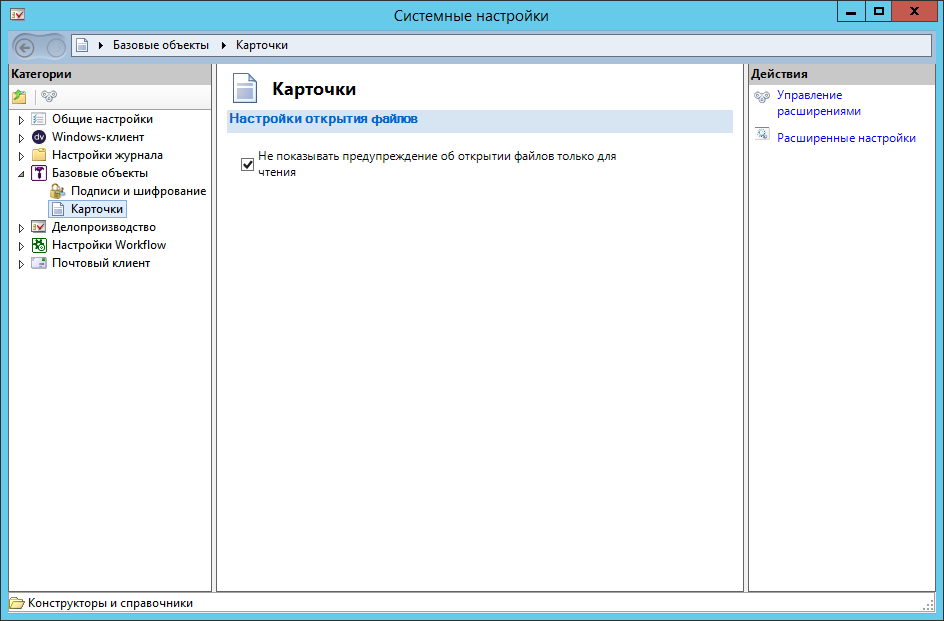 Системные настройки
Базовые объекты
Карточки
Категории
Общие настройки
dv
Windows-клиент
Настройки журнала
Базовые объекты
Подписи и шифрование
Карточки
Делопроизводство
Настройки Workflow
Почтовый клиент
Карточки
Настройки открытия файлов
Не показывать предупреждение об открытии файлов только для
чтения
Действия
Управление
расширениями
Расширенные настройки
Конструкторы и справочники